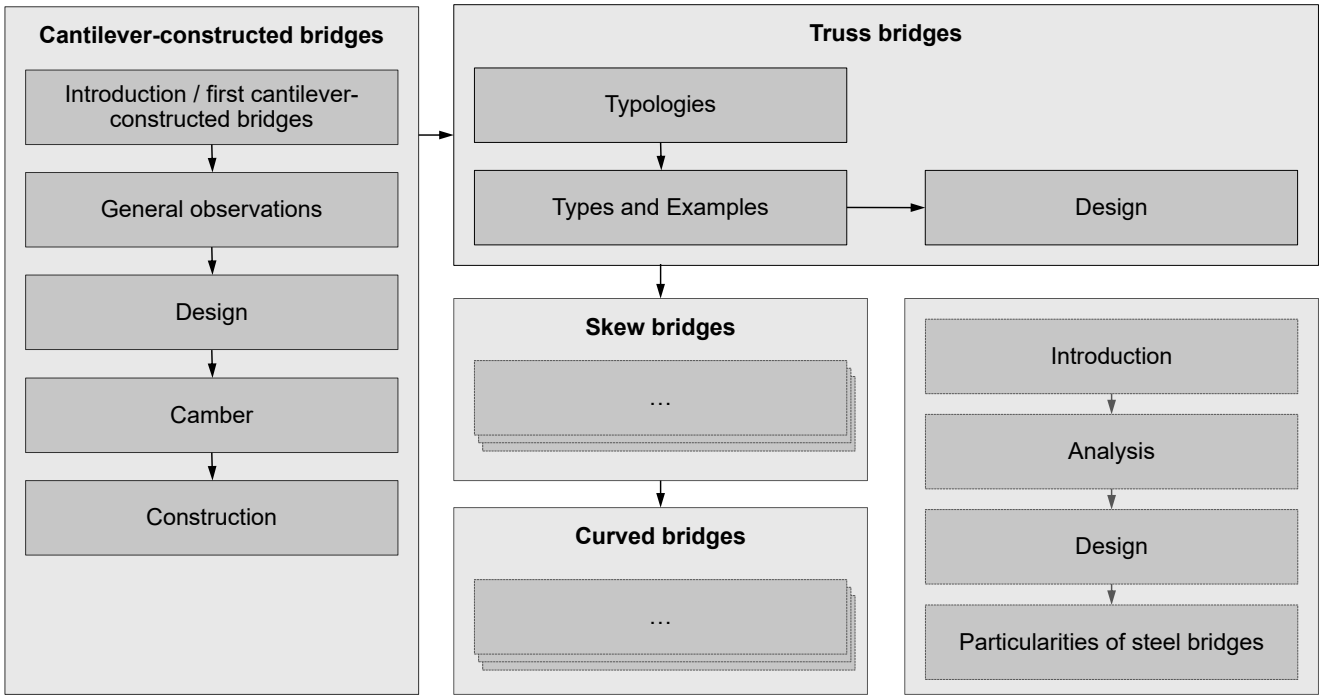 Cantilever-constructed bridges
Introduction / first cantilever-
constructed bridges
General observations
Design
Camber
Construction
Truss bridges
Typologies
Types and Examples
Design
Skew bridges
…
Curved bridges
…
Introduction
Analysis
Design
Particularities of steel bridges